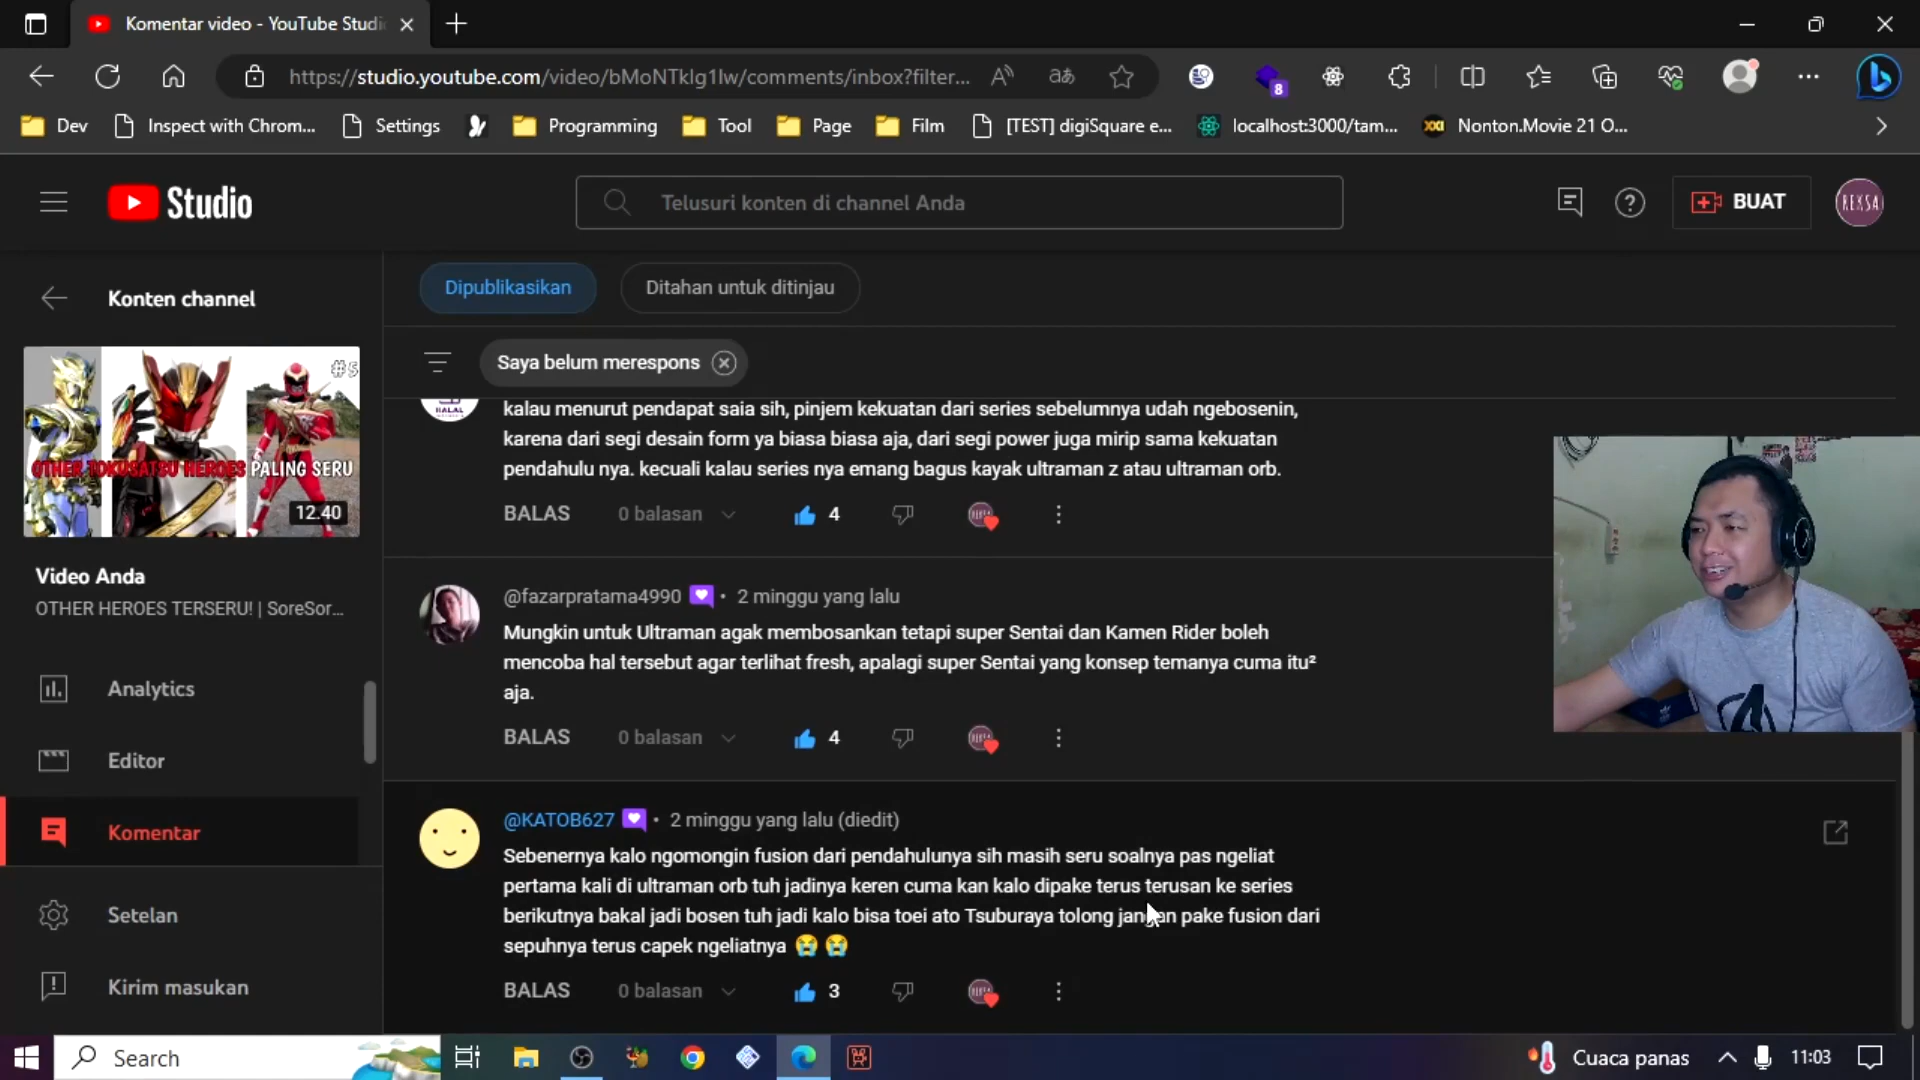 Komentar video - YouTube Studi
https://studio.youtube.com/video/bMoNTklg1lw/comments/inbox?filter...
8
Dev
Inspect with Chrom...
Settings
Programming
Tool
Page
Film
[TEST] digiSquare e...
localhost:3000/tam...
XXI
Nonton.Movie 21 O...
Studio
Telusuri konten di channel Anda
BUAT
REKSA
Konten channel
Dipublikasikan
Ditahan untuk ditinjau
Saya belum merespons
#5
OTHER TOKUSATSU HEROES PALING SERU
12.40
Video Anda
OTHER HEROES TERSERU! | SoreSor...
Analytics
Editor
Komentar
Setelan
Kirim masukan
HALAL
kalau menurut pendapat saia sih, pinjem kekuatan dari series sebelumnya udah ngebosenin,
karena dari segi desain form ya biasa biasa aja, dari segi power juga mirip sama kekuatan
pendahulu nya. kecuali kalau series nya emang bagus kayak ultraman z atau ultraman orb.
BALAS 0 balasan 4
@fazarpratama4990 • 2 minggu yang lalu
Mungkin untuk Ultraman agak membosankan tetapi super Sentai dan Kamen Rider boleh
mencoba hal tersebut agar terlihat fresh, apalagi super Sentai yang konsep temanya cuma itu²
aja.
BALAS 0 balasan 4
@KATOB627 • 2 minggu yang lalu (diedit)
Sebenernya kalo ngomongin fusion dari pendahulunya sih masih seru soalnya pas ngeliat
pertama kali di ultraman orb tuh jadinya keren cuma kan kalo dipake terus terusan ke series
berikutnya bakal jadi bosen tuh jadi kalo bisa toei ato Tsuburaya tolong jangan pake fusion dari
sepuhnya terus capek ngeliatnya 😭 😭
BALAS 0 balasan 3
Search
Cuaca panas
11:03